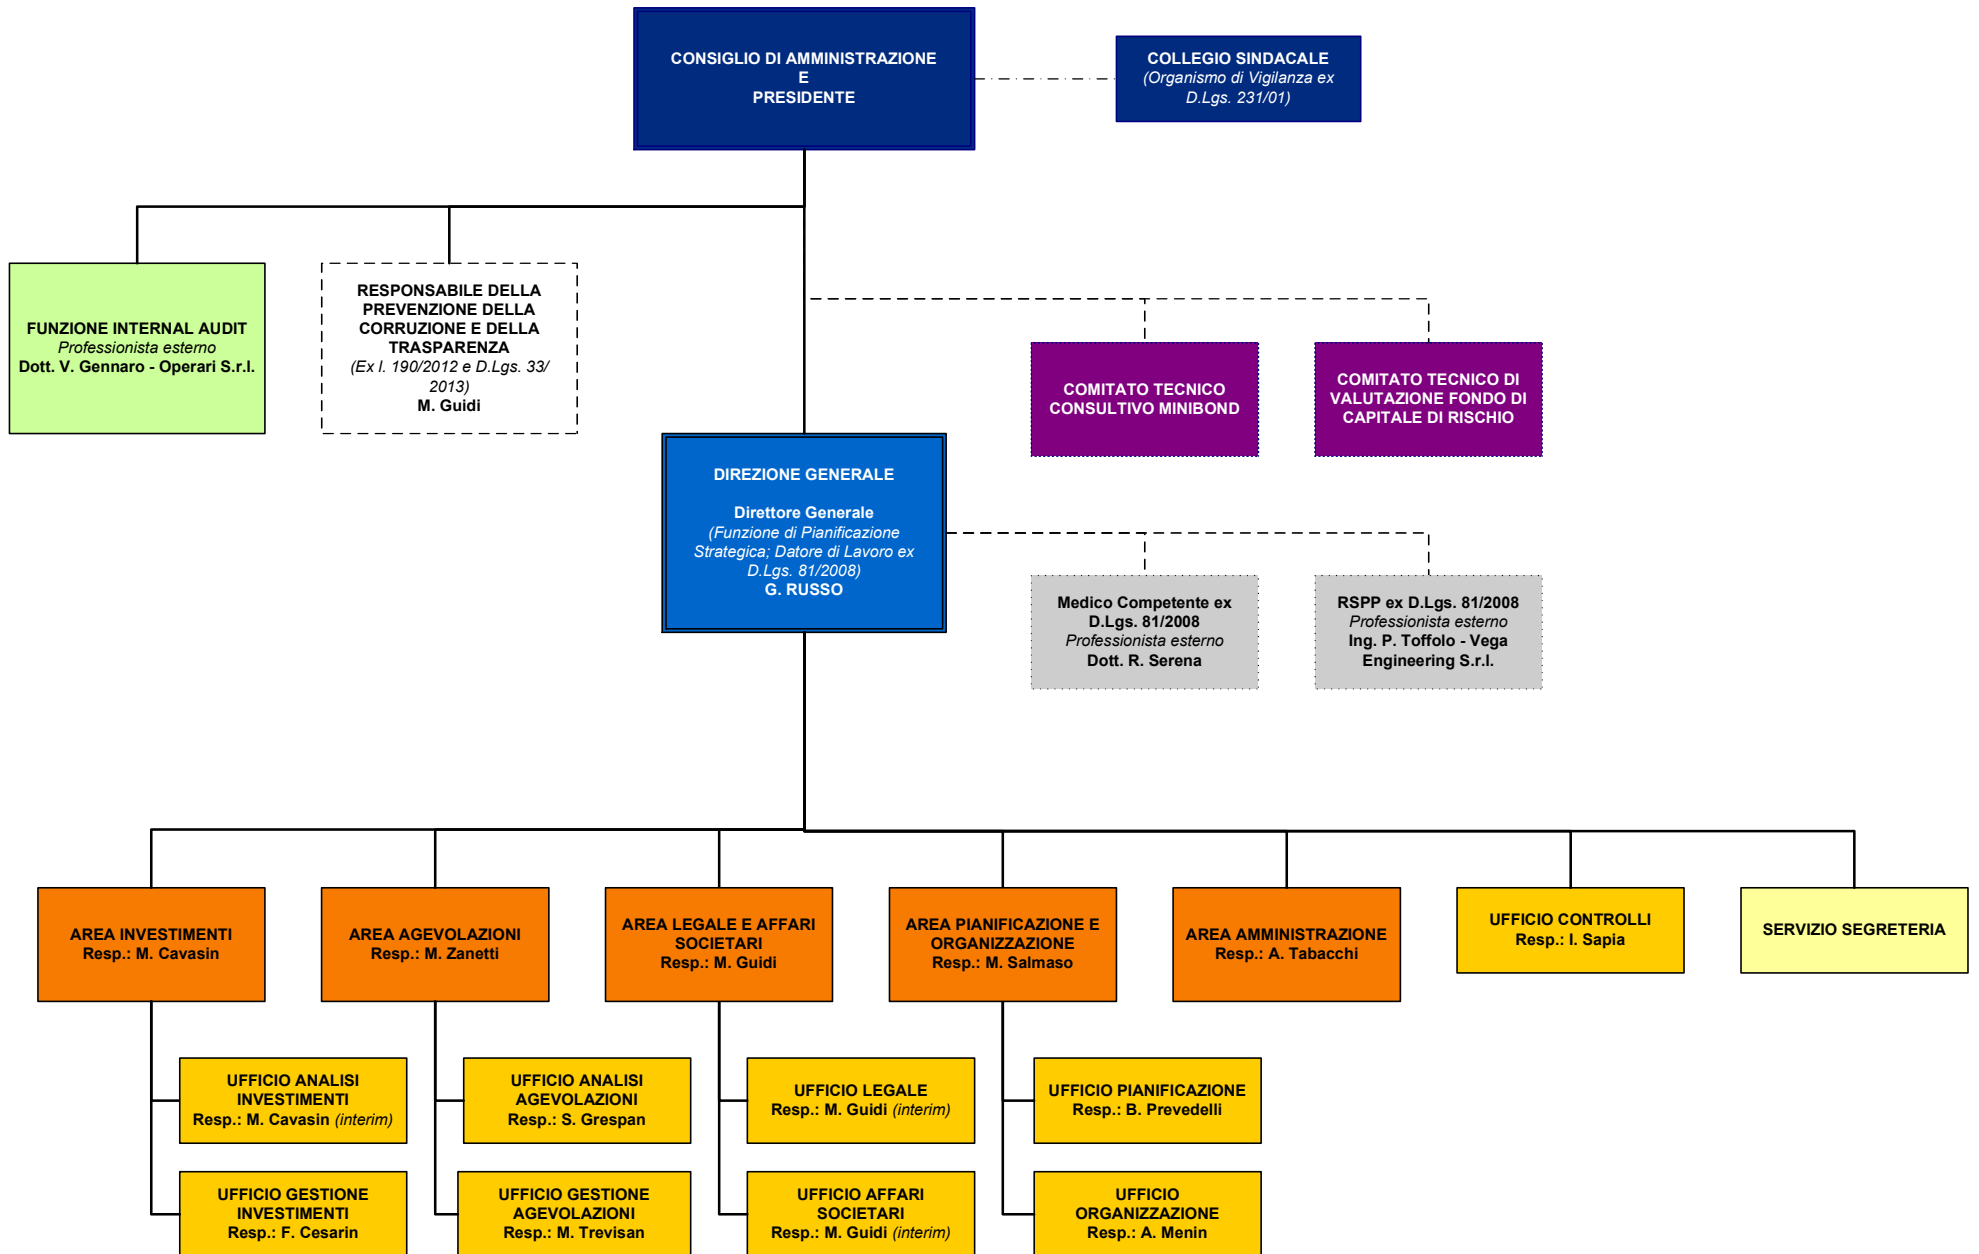 CONSIGLIO DI AMMINISTRAZIONE
E
PRESIDENTE
COLLEGIO SINDACALE
(Organismo di Vigilanza ex
D.Lgs. 231/01)
FUNZIONE INTERNAL AUDIT
Professionista esterno
Dott. V. Gennaro - Operari S.r.l.
RESPONSABILE DELLA
PREVENZIONE DELLA
CORRUZIONE E DELLA
TRASPARENZA
(Ex l. 190/2012 e D.Lgs. 33/
2013)
M. Guidi
COMITATO TECNICO
CONSULTIVO MINIBOND
COMITATO TECNICO DI
VALUTAZIONE FONDO DI
CAPITALE DI RISCHIO
DIREZIONE GENERALE
Direttore Generale
(Funzione di Pianificazione
Strategica; Datore di Lavoro ex
D.Lgs. 81/2008)
G. RUSSO
Medico Competente ex
D.Lgs. 81/2008
Professionista esterno
Dott. R. Serena
RSPP ex D.Lgs. 81/2008
Professionista esterno
Ing. P. Toffolo - Vega
Engineering S.r.l.
AREA INVESTIMENTI
Resp.: M. Cavasin
AREA AGEVOLAZIONI
Resp.: M. Zanetti
AREA LEGALE E AFFARI
SOCIETARI
Resp.: M. Guidi
AREA PIANIFICAZIONE E
ORGANIZZAZIONE
Resp.: M. Salmaso
AREA AMMINISTRAZIONE
Resp.: A. Tabacchi
UFFICIO CONTROLLI
Resp.: I. Sapia
SERVIZIO SEGRETERIA
UFFICIO ANALISI
INVESTIMENTI
Resp.: M. Cavasin (interim)
UFFICIO ANALISI
AGEVOLAZIONI
Resp.: S. Grespan
UFFICIO LEGALE
Resp.: M. Guidi (interim)
UFFICIO PIANIFICAZIONE
Resp.: B. Prevedelli
UFFICIO GESTIONE
INVESTIMENTI
Resp.: F. Cesarin
UFFICIO GESTIONE
AGEVOLAZIONI
Resp.: M. Trevisan
UFFICIO AFFARI
SOCIETARI
Resp.: M. Guidi (interim)
UFFICIO
ORGANIZZAZIONE
Resp.: A. Menin